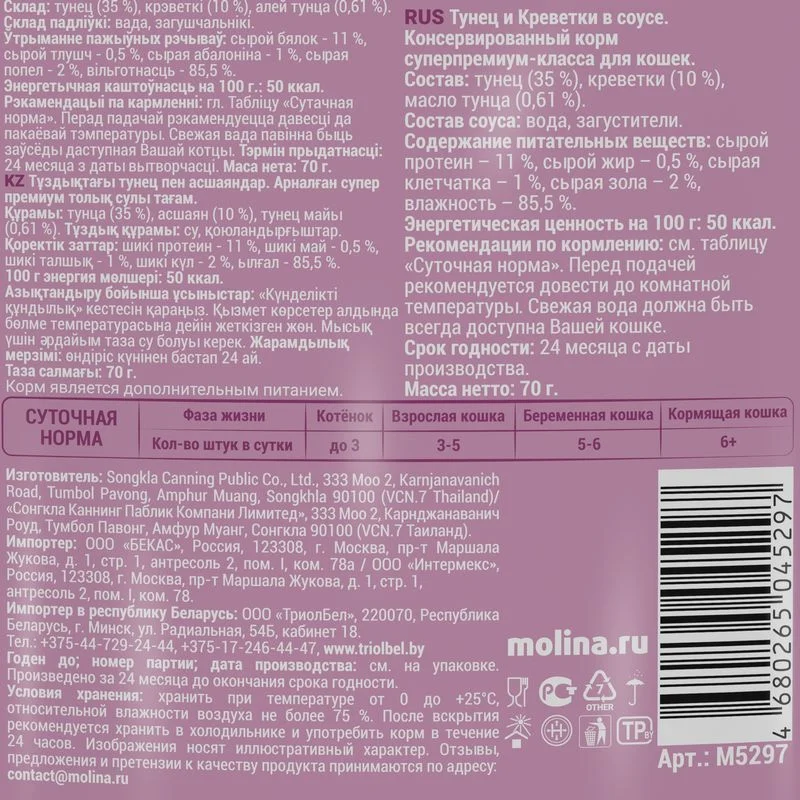 Склад: тунец (35 %), крэветкі (10 %), алей тунца (0,61 %).
Склад падліўкі: вада, загушчальнікі.
Утрыманне пажыўных рэчываў: сырой бялок - 11 %,
сырой тлушч - 0,5 %, сырая абалоніна - 1 %, сырая
попел - 2 %, вільготнасць - 85,5 %.
Энергетычная каштоўнасць на 100 г.: 50 ккал.
Рэкамендацыі па кармленні: гл. Табліцу «Сутачная
норма». Перад падачай рэкамендуецца давесці да
пакаёвай тэмпературы. Свежая вада павінна быць
заўсёды даступная Вашай котцы. Тэрмін прыдатнасці:
24 месяца з даты вытворчасці. Маса нета: 70 г.
KZ Тұздықтағы тунец пен асшаяндар. Арналған супер
премиум толық сулы тағам.
Құрамы: тунца (35 %), асшаян (10 %), тунец майы
(0,61 %). Тұздық құрамы: су, қоюландырғыштар.
Қоректік заттар: шикі протеин - 11 %, шикі май - 0,5 %,
шикі талшық - 1 %, шикі күл - 2 %, ылғал - 85,5 %.
100 г энергия мөлшері: 50 ккал.
Азықтандыру бойынша ұсыныстар: «Күнделікті
құндылық» кестесін қараңыз. Қызмет көрсетер алдында
бөлме температурасына дейін жеткізген жөн. Мысық
үшін әрдайым таза су болуы керек. Жарамдылық
мерзімі: өндіріс күнінен бастап 24 ай.
Таза салмағы: 70 г.
Корм является дополнительным питанием.
RUS Тунец и Креветки в соусе.
Консервированный корм
суперпремиум-класса для кошек.
Состав: тунец (35 %), креветки (10 %),
масло тунца (0,61 %).
Состав соуса: вода, загустители.
Содержание питательных веществ: сырой
протеин – 11 %, сырой жир – 0,5 %, сырая
клетчатка – 1 %, сырая зола – 2 %,
влажность – 85,5 %.
Энергетическая ценность на 100 г: 50 ккал.
Рекомендации по кормлению: см. таблицу
«Суточная норма». Перед подачей
рекомендуется довести до комнатной
температуры. Свежая вода должна быть
всегда доступна Вашей кошке.
Срок годности: 24 месяца с даты
производства.
Масса нетто: 70 г.
СУТОЧНАЯ
НОРМА
Фаза жизни Котёнок Взрослая кошка Беременная кошка Кормящая кошка
Кол-во штук в сутки до 3 3-5 5-6 6+
Изготовитель: Songkla Canning Public Co., Ltd., 333 Moo 2, Karnjanavanich
Road, Tumbol Pavong, Amphur Muang, Songkhla 90100 (VCN.7 Thailand)/
«Сонгкла Каннинг Паблик Компани Лимитед», 333 Моо 2, Карнджанаванич
Роуд, Тумбол Павонг, Амфур Муанг, Сонгкла 90100 (VCN.7 Таиланд).
Импортер: ООО «БЕКАС», Россия, 123308, г. Москва, пр-т Маршала
Жукова, д. 1, стр. 1, антресоль 2, пом. I, ком. 78а / ООО «Интермекс»,
Россия, 123308, г. Москва, пр-т Маршала Жукова, д. 1, стр. 1,
антресоль 2, пом. I, ком. 78.
Импортер в республику Беларусь: ООО «ТриолБел», 220070, Республика
Беларусь, г. Минск, ул. Радиальная, 54Б, кабинет 18.
Тел.: +375-44-729-24-44, +375-17-246-44-47, www.triolbel.by
Годен до; номер партии; дата производства: см. на упаковке.
Произведено за 24 месяца до окончания срока годности.
Условия хранения: хранить при температуре от 0 до +25°С,
относительной влажности воздуха не более 75 %. После вскрытия
рекомендуется хранить в холодильнике и употребить корм в течение
24 часов. Изображения носят иллюстративный характер. Отзывы,
предложения и претензии к качеству продукта принимаются по адресу:
contact@molina.ru
molina.ru
7
OTHER
ТР BY
4 680265 045297
Арт.: M5297